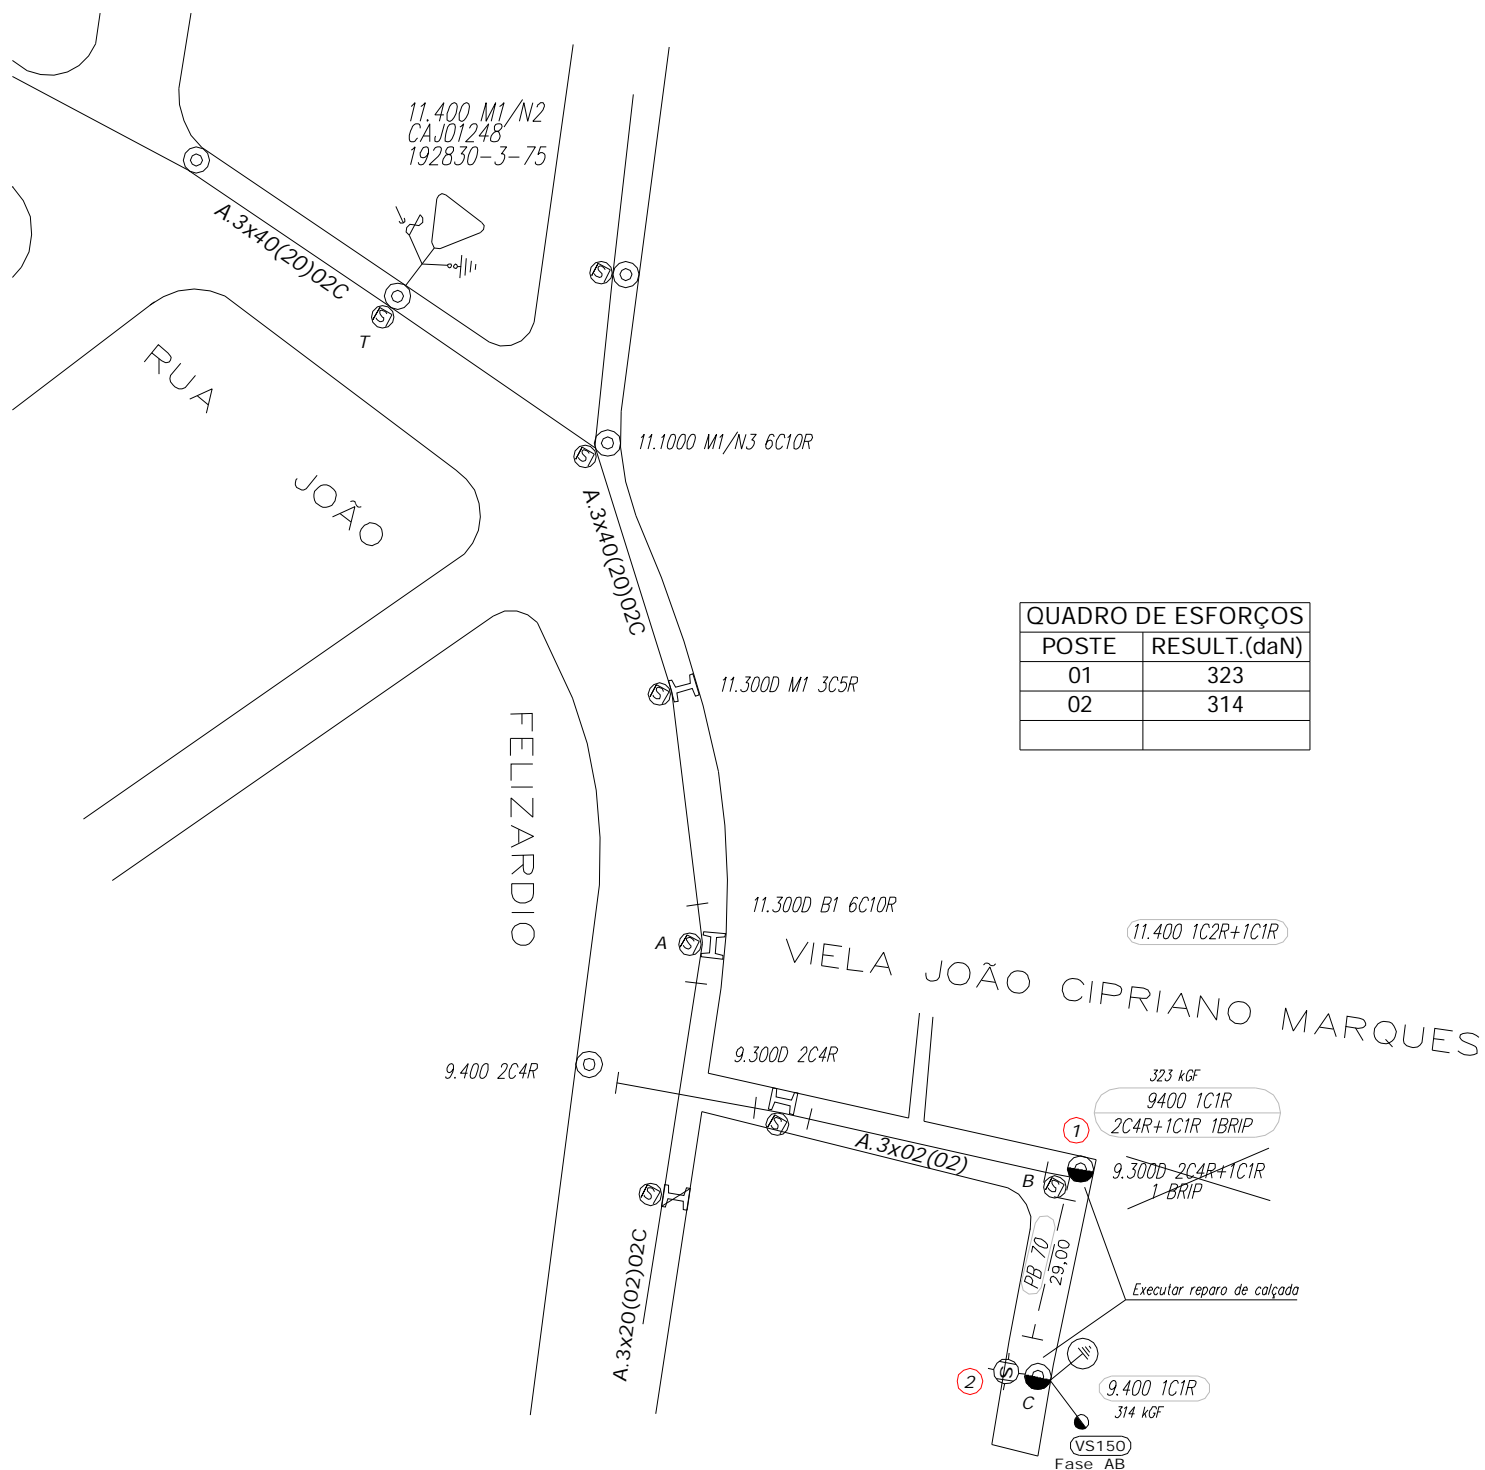 11.400 M1/N2
CAJ01248
192830-3-75
A.3x40(20)02C
T
RUA
JOÃO
FELIZARDIO
11.1000 M1/N3 6C10R
A.3x40(20)02C
11.300D M1 3C5R
QUADRO DE ESFORÇOS
POSTE RESULT.(daN)
01 323
02 314
11.300D B1 6C10R
A
VIELA JOÃO CIPRIANO MARQUES
11.400 1C2R+1C1R
9.400 2C4R
9.300D 2C4R
323 kGF
9400 1C1R
2C4R+1C1R 1BRIP
1
9.300D 2C4R+1C1R
1 BRIP
A.3x02(02)
B
PB 70
29,00
Executar reparo de calçada
A.3x20(02)02C
2
C
9.400 1C1R
314 kGF
VS150
Fase AB